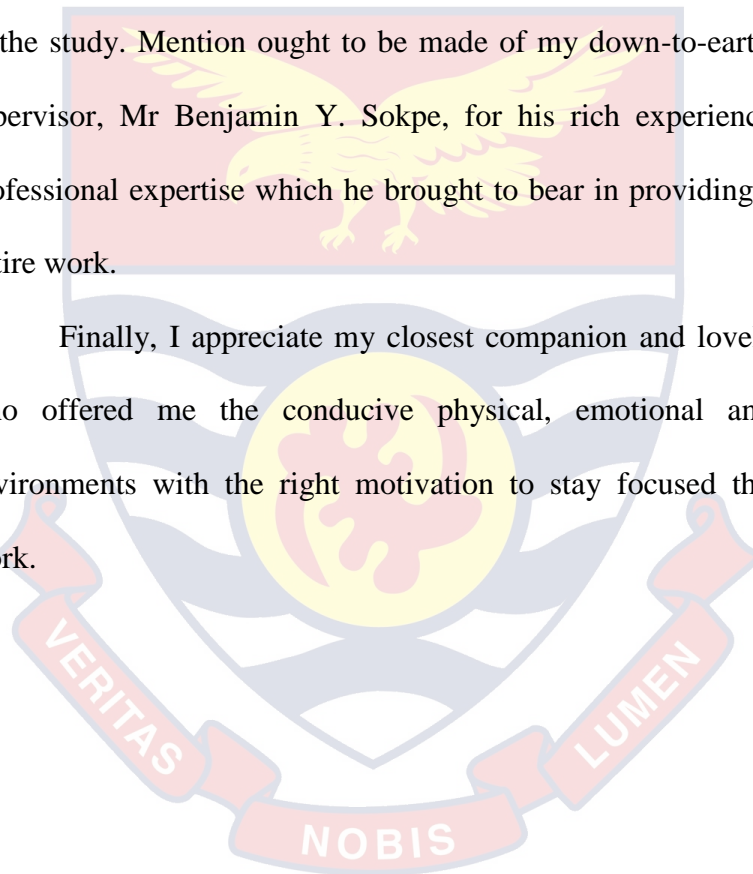 the study. Mention ought to be made of my down-to-eart
pervisor, Mr Benjamin Y. Sokpe, for his rich experienc
ofessional expertise which he brought to bear in providing
tire work.
Finally, I appreciate my closest companion and love
o offered me the conducive physical, emotional an
vironments with the right motivation to stay focused th
ork.
VERITAS
NOBIS
LUMEN